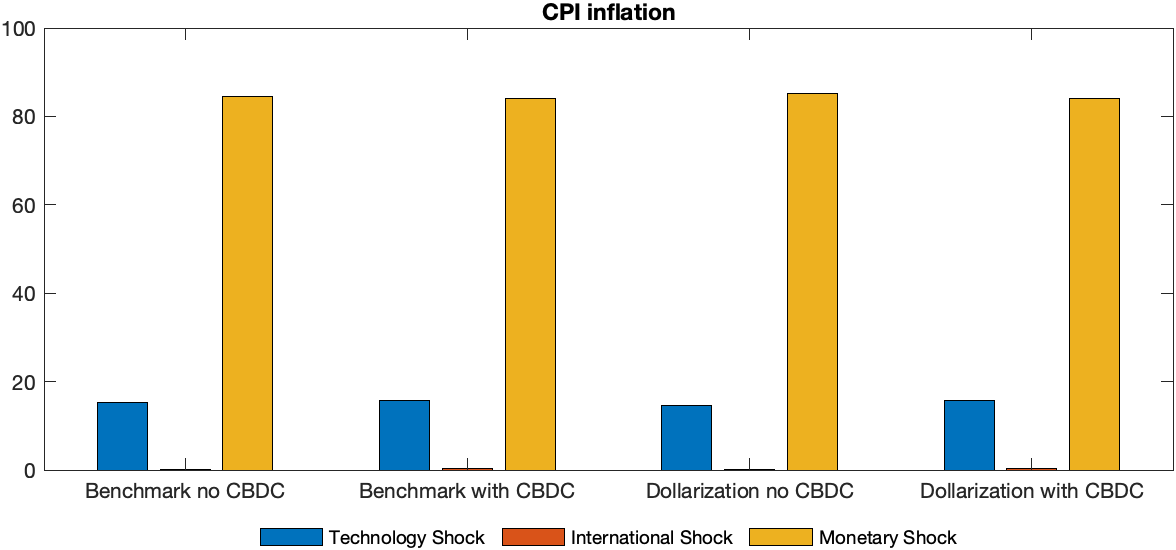 CPI inflation
100
80
60
40
20
0
Benchmark no CBDC Benchmark with CBDC Dollarization no CBDC Dollarization with CBDC
Technology Shock International Shock Monetary Shock